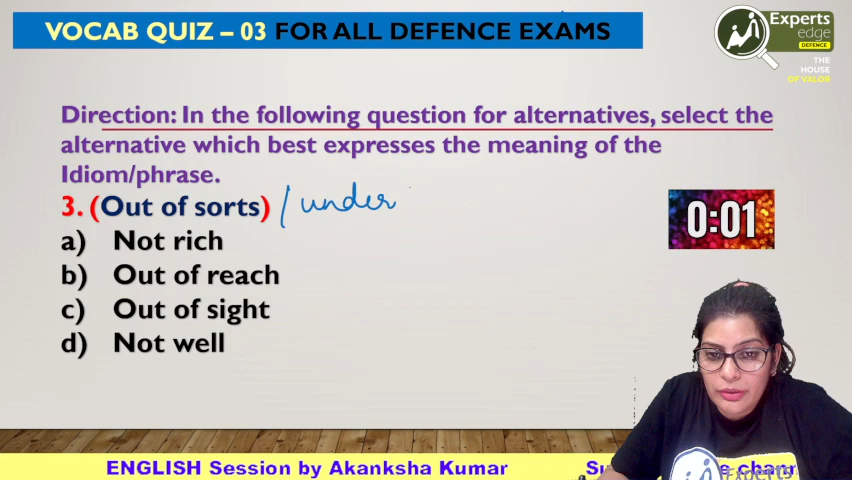 VOCAB QUIZ – 03 FOR ALL DEFENCE EXAMS
Experts
edge
DEFENCE
THE
HOUSE
OF VALOR
Direction: In the following question for alternatives, select the
alternative which best expresses the meaning of the
Idiom/phrase.
3. (Out of sorts) / under
0:01
a) Not rich
b) Out of reach
c) Out of sight
d) Not well
Experts
ENGLISH Session by Akanksha Kumar